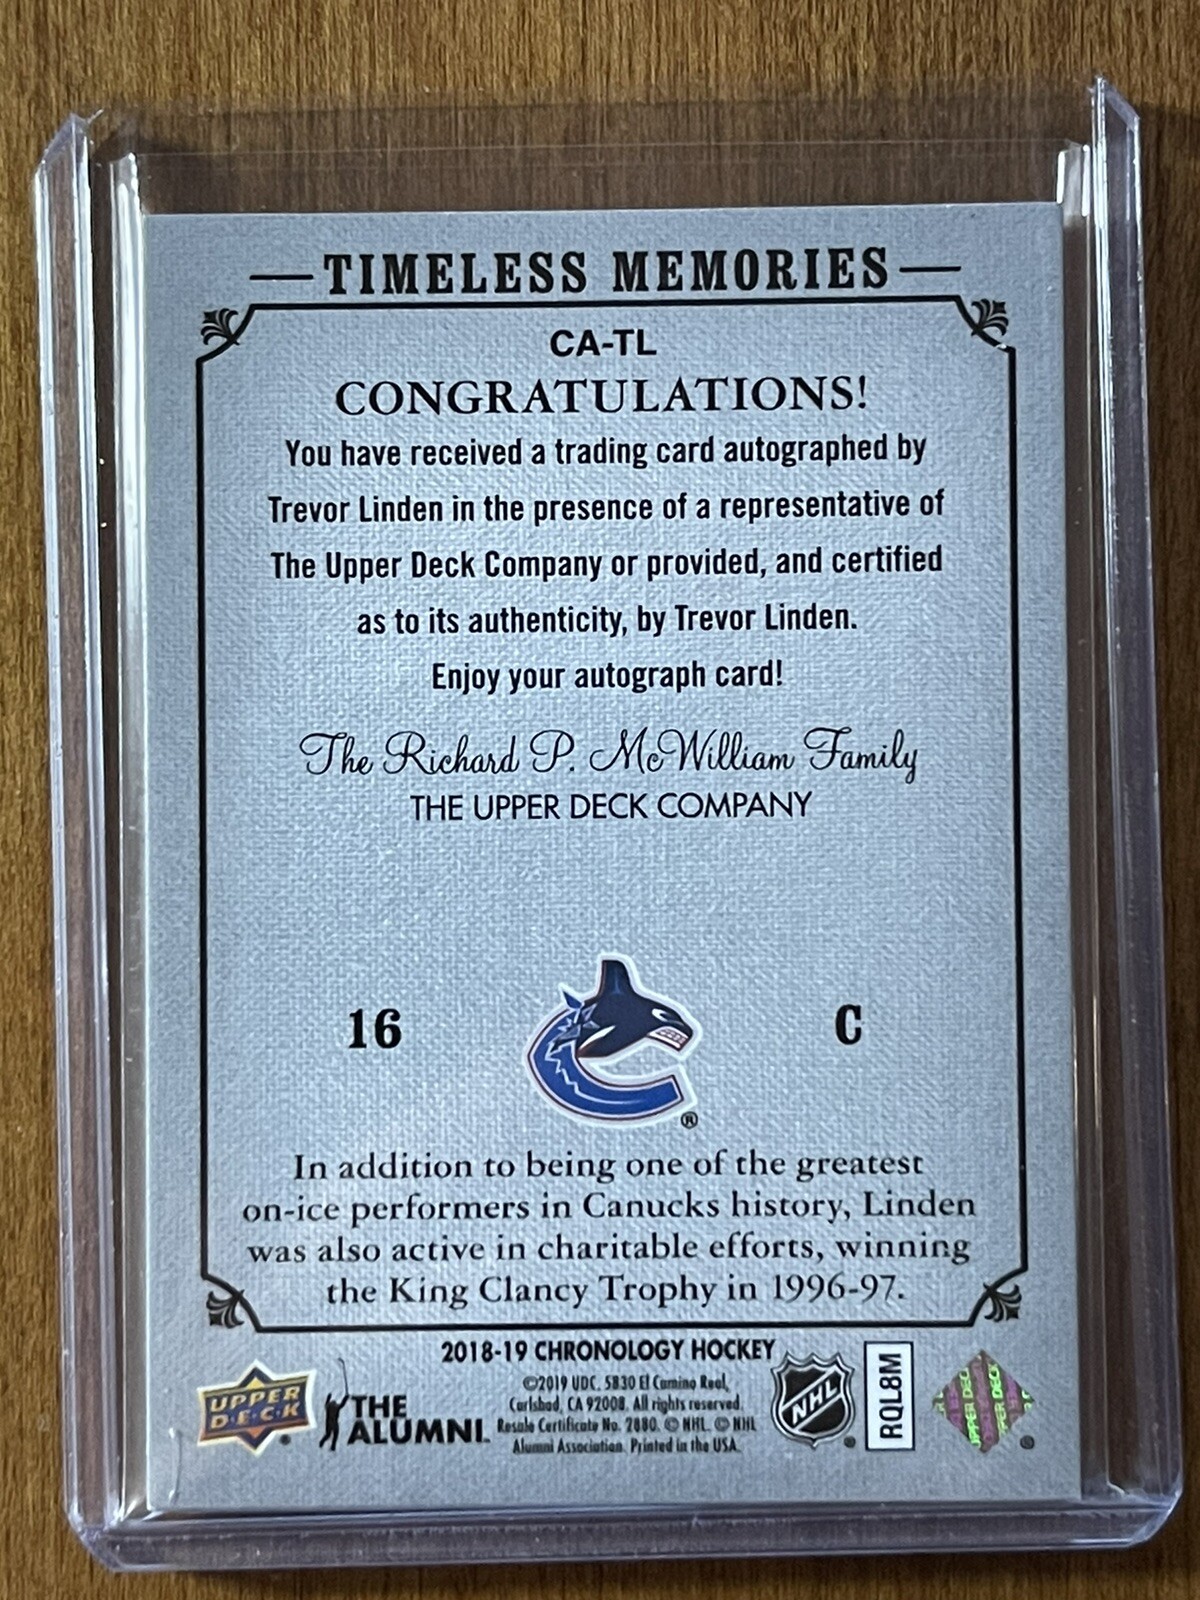 TIMELESS MEMORIES
CA-TL
CONGRATULATIONS!
You have received a trading card autographed by
Trevor Linden in the presence of a representative of
The Upper Deck Company or provided, and certified
as to its authenticity, by Trevor Linden.
Enjoy your autograph card!
The Richard P. McWilliam Family
THE UPPER DECK COMPANY
16
C
®
In addition to being one of the greatest
on-ice performers in Canucks history, Linden
was also active in charitable efforts, winning
the King Clancy Trophy in 1996-97.
2018-19 CHRONOLOGY HOCKEY
UPPER
DECK
THE
ALUMNI
©2019 UDC, 5830 El Camino Real,
Carlsbad, CA 92008. All rights reserved.
Resale Certificate No. 2880. © NHL. © NHL
Alumni Association. Printed in the USA.
NHL
RQL8M
UPPER DECK